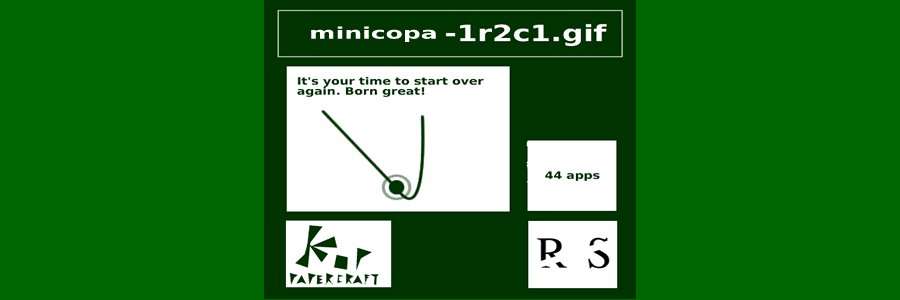 minicopa -1r2c1.gif
It's your time to start over
again. Born great!
44 apps
K.P
PAPERCRAFT
R S